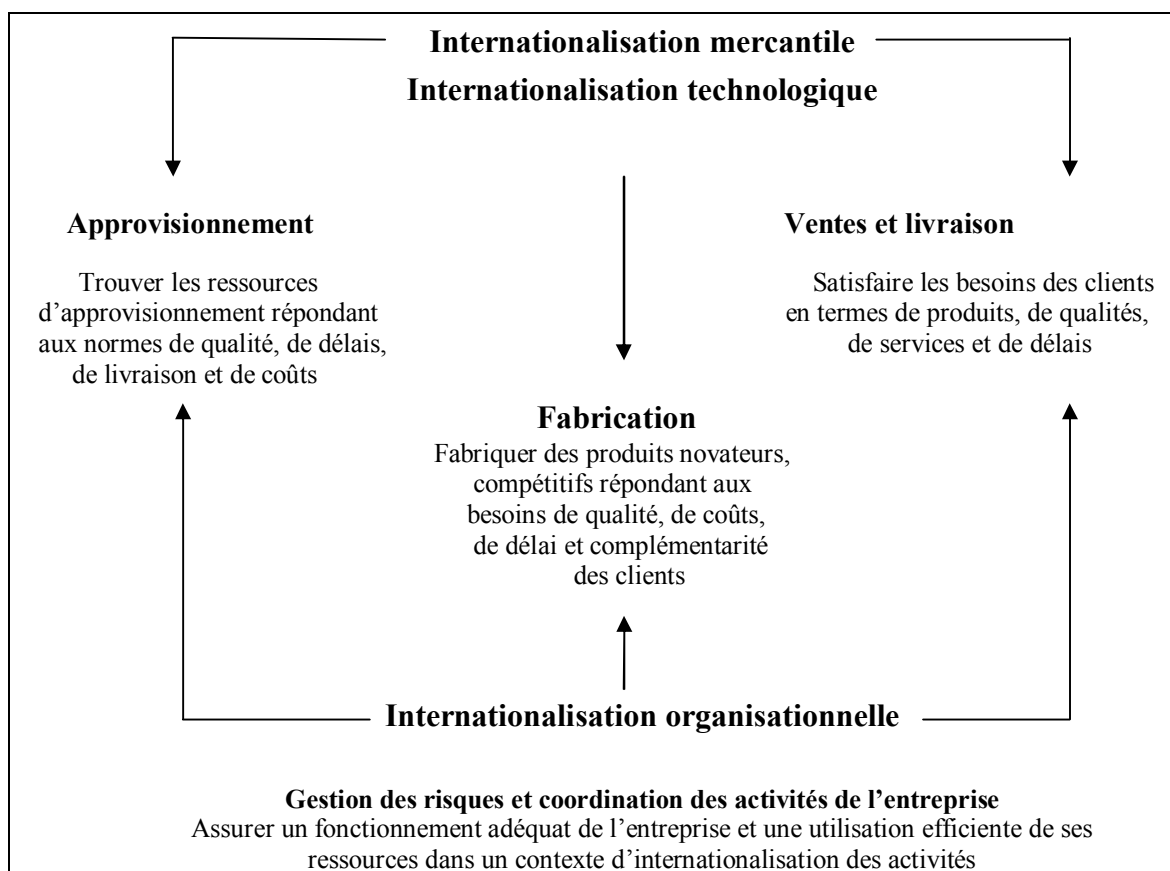 Internationalisation mercantile
Internationalisation technologique
Approvisionnement
Trouver les ressources
d’approvisionnement répondant
aux normes de qualité, de délais,
de livraison et de coûts
Ventes et livraison
Satisfaire les besoins des clients
en termes de produits, de qualités,
de services et de délais
Fabrication
Fabriquer des produits novateurs,
compétitifs répondant aux
besoins de qualité, de coûts,
de délai et complémentarité
des clients
Internationalisation organisationnelle
Gestion des risques et coordination des activités de l’entreprise
Assurer un fonctionnement adéquat de l’entreprise et une utilisation efficiente de ses
ressources dans un contexte d’internationalisation des activités